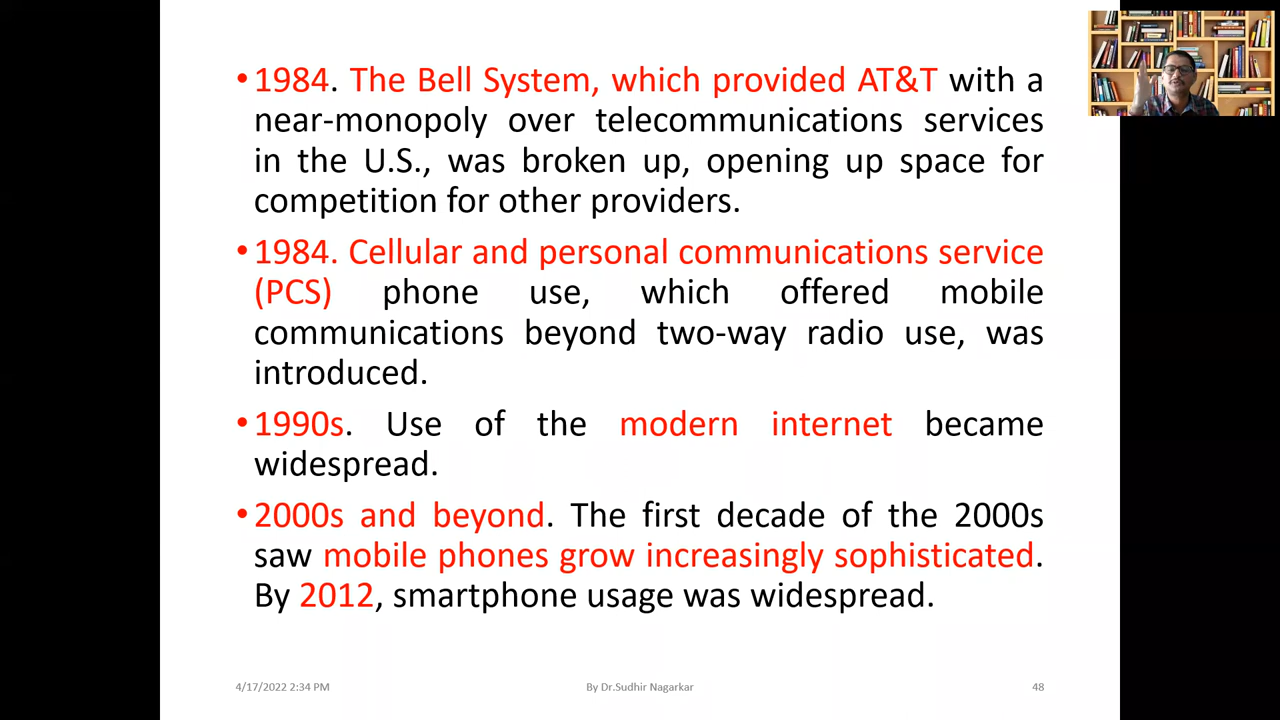 •1984. The Bell System, which provided AT&T with a
near-monopoly over telecommunications services
in the U.S., was broken up, opening up space for
competition for other providers.
•1984. Cellular and personal communications service
(PCS) phone use, which offered mobile
communications beyond two-way radio use, was
introduced.
•1990s. Use of the modern internet became
widespread.
•2000s and beyond. The first decade of the 2000s
saw mobile phones grow increasingly sophisticated.
By 2012, smartphone usage was widespread.
4/17/2022 2:34 PM By Dr.Sudhir Nagarkar 48